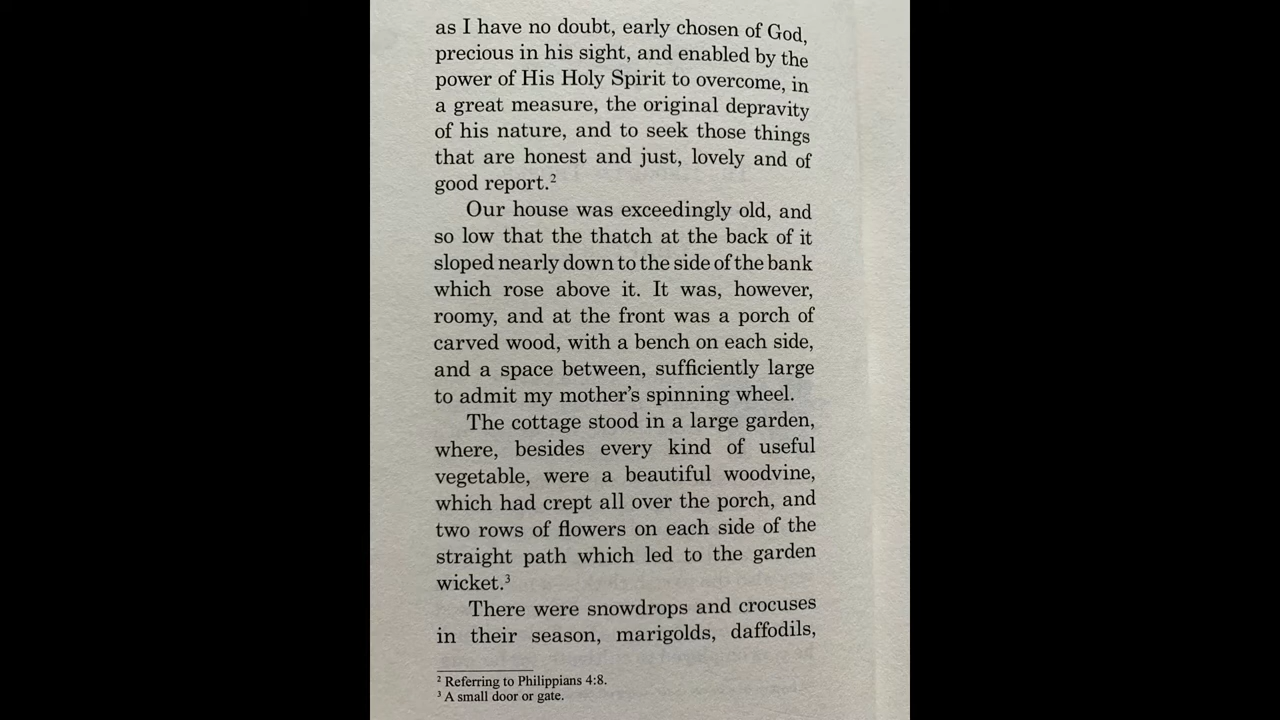 as I have no doubt, early chosen of God,
precious in his sight, and enabled by the
power of His Holy Spirit to overcome, in
a great measure, the original depravity
of his nature, and to seek those things
that are honest and just, lovely and of
good report.²
Our house was exceedingly old, and
so low that the thatch at the back of it
sloped nearly down to the side of the bank
which rose above it. It was, however,
roomy, and at the front was a porch of
carved wood, with a bench on each side,
and a space between, sufficiently large
to admit my mother’s spinning wheel.
The cottage stood in a large garden,
where, besides every kind of useful
vegetable, were a beautiful woodvine,
which had crept all over the porch, and
two rows of flowers on each side of the
straight path which led to the garden
wicket.³
There were snowdrops and crocuses
in their season, marigolds, daffodils,
² Referring to Philippians 4:8.
³ A small door or gate.